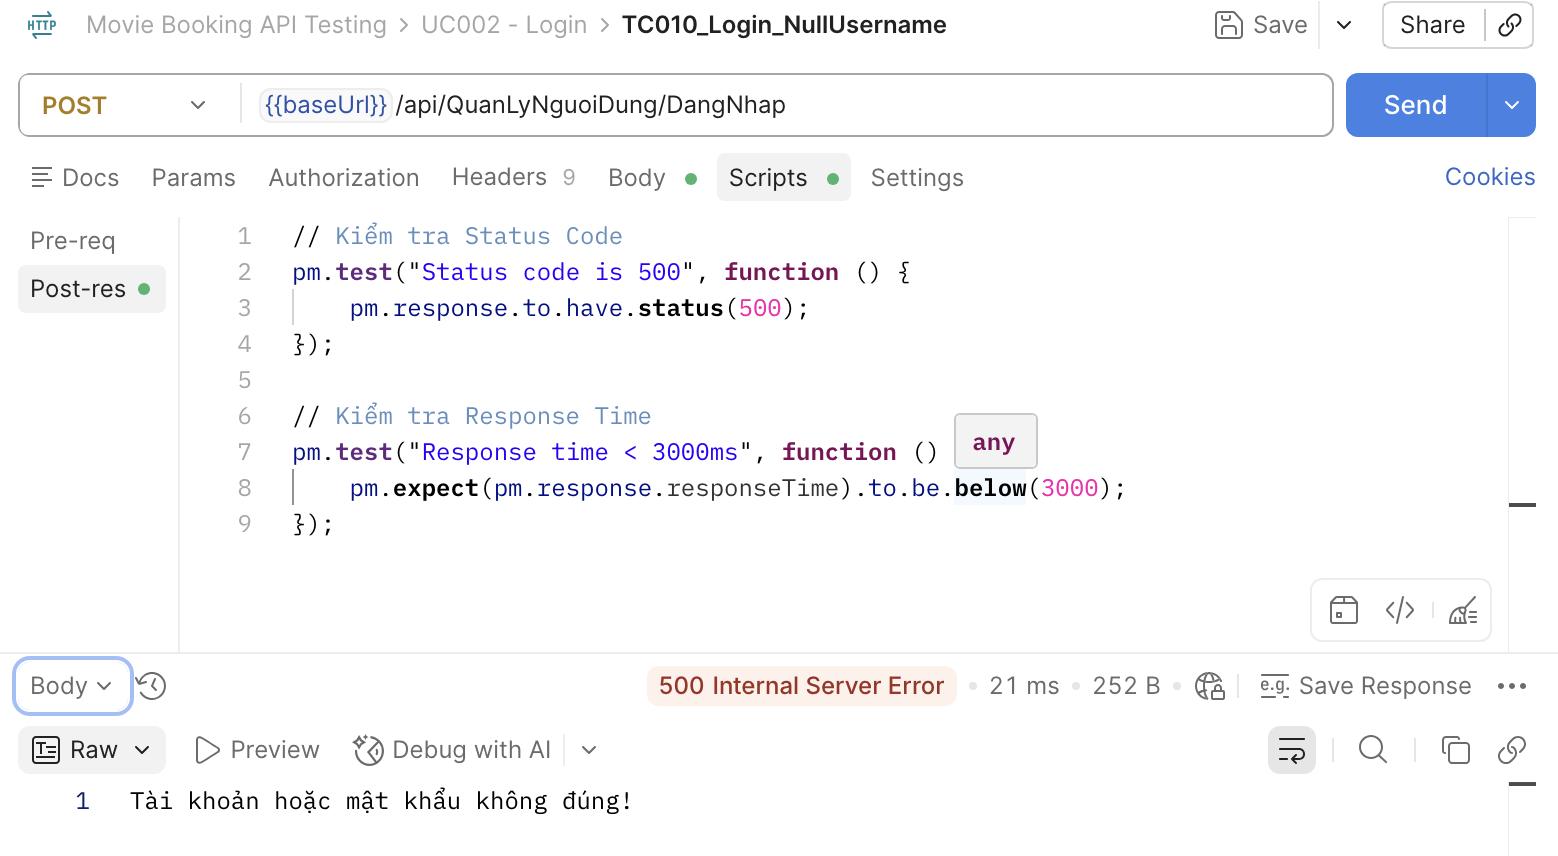 HTTP Movie Booking API Testing > UC002 - Login > TC010_Login_NullUsername Save Share
POST {{baseUrl}} /api/QuanLyNguoiDung/DangNhap Send
Docs Params Authorization Headers 9 Body Scripts Settings Cookies
Pre-req
Post-res
1 // Kiểm tra Status Code
2 pm.test("Status code is 500", function () {
3 pm.response.to.have.status(500);
4 });
5
6 // Kiểm tra Response Time
7 pm.test("Response time < 3000ms", function ()
any
8 pm.expect(pm.response.responseTime).to.be.below(3000);
9 });
Body 500 Internal Server Error 21 ms 252 B e.g. Save Response
Raw Preview Debug with AI
1 Tài khoản hoặc mật khẩu không đúng!